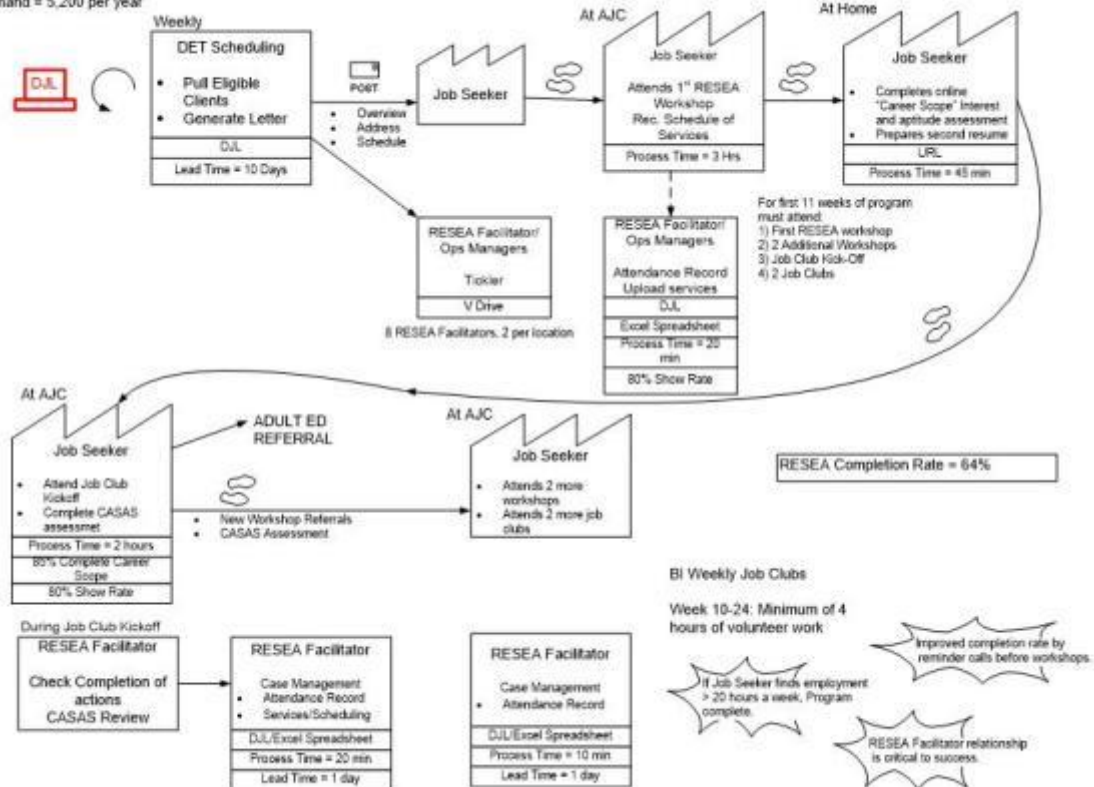 = 5,200 per year
Weekly
DET Scheduling
• Pull Eligible
Clients
• Generate Letter
DJL
Lead Time = 10 Days
DJL
POST
• Overview
• Address
• Schedule
Job Seeker
At AJC
Job Seeker
Attends 1st RESEA
Workshop
Rec. Schedule of
Services
Process Time = 3 Hrs
At Home
Job Seeker
• Completes online
"Career Scope" Interest
and aptitude assessment
• Prepares second resume
URL
Process Time = 45 min
RESEA Facilitator/
Ops Managers
Tickler
V Drive
8 RESEA Facilitators, 2 per location
RESEA Facilitator/
Ops Managers
Attendance Record
Upload services
DJL
Excel Spreadsheet
Process Time = 20
min
80% Show Rate
For first 11 weeks of program
must attend:
1) First RESEA workshop
2) 2 Additional Workshops
3) Job Club Kick-Off
4) 2 Job Clubs
At AJC
Job Seeker
• Attend Job Club
Kickoff
• Complete CASAS
assessmet
Process Time = 2 hours
85% Complete Career
Scope
80% Show Rate
ADULT ED
REFERRAL
• New Workshop Referrals
• CASAS Assessment
At AJC
Job Seeker
• Attends 2 more
workshops
• Attends 2 more job
clubs
RESEA Completion Rate = 64%
During Job Club Kickoff
RESEA Facilitator
Check Completion of
actions
CASAS Review
RESEA Facilitator
Case Management
• Attendance Record
• Services/Scheduling
DJL/Excel Spreadsheet
Process Time = 20 min
Lead Time = 1 day
RESEA Facilitator
Case Management
• Attendance Record
DJL/Excel Spreadsheet
Process Time = 10 min
Lead Time = 1 day
BI Weekly Job Clubs
Week 10-24: Minimum of 4
hours of volunteer work
If Job Seeker finds employment
> 20 hours a week, Program
complete.
Improved completion rate by
reminder calls before workshops.
RESEA Facilitator relationship
is critical to success.